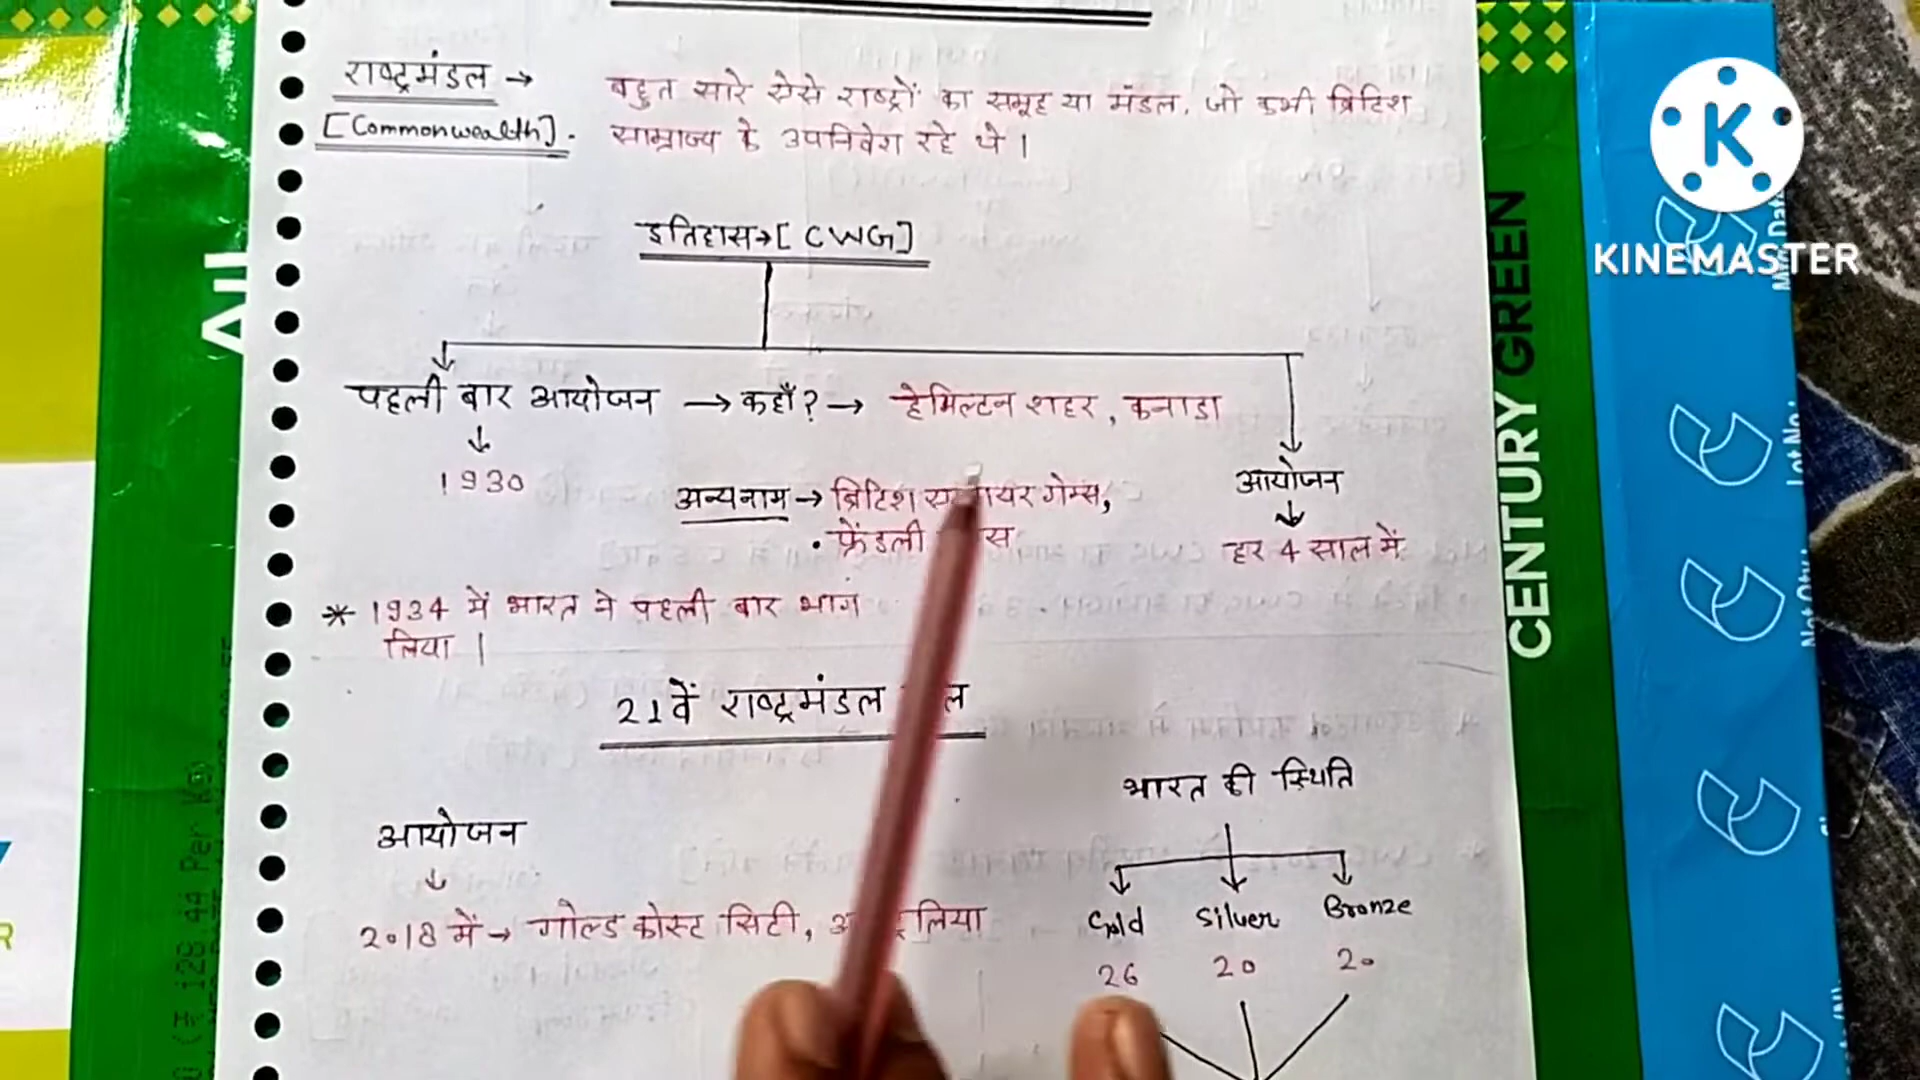 राष्ट्रमंडल →
[Commonwealth].
बहुत सारे ऐसे राष्ट्रों का समूह या मंडल, जो कभी ब्रिटिश
साम्राज्य के उपनिवेश रहे थे।
इतिहास→[CWG]
पहली बार आयोजन → कहाँ? → हेमिल्टन शहर, कनाडा
1930
अन्यनाम → ब्रिटिश गेम्स,
• फ्रेंडली
आयोजन
हर 4 साल में
* 1934 में भारत ने पहली बार भाग
लिया।
21वें राष्ट्रमंडल
आयोजन
2018 में → गोल्ड कोस्ट सिटी,
भारत की स्थिति
Gold Silver Bronze
26 20 20
K
KINEMASTER
CENTURY GREEN